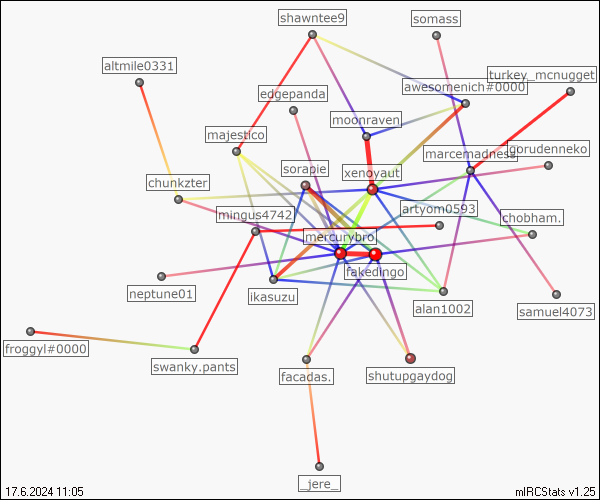 shawntee9
somass
altmile0331
turkey_mcnugget
awesomenich#0000
edgepanda
moonraven
majestico
marcemadness
gorudenneko
sorapie
xenoyaut
chunkzter
artyom0593
mingus4742
chobham.
mercurybro.
fakedingo
neptune01
ikasuzu
alan1002
samuel4073
froggyl#0000
swanky.pants
facadas.
shutupgaydog
_jere_
17.6.2024 11:05
mIRCStats v1.25